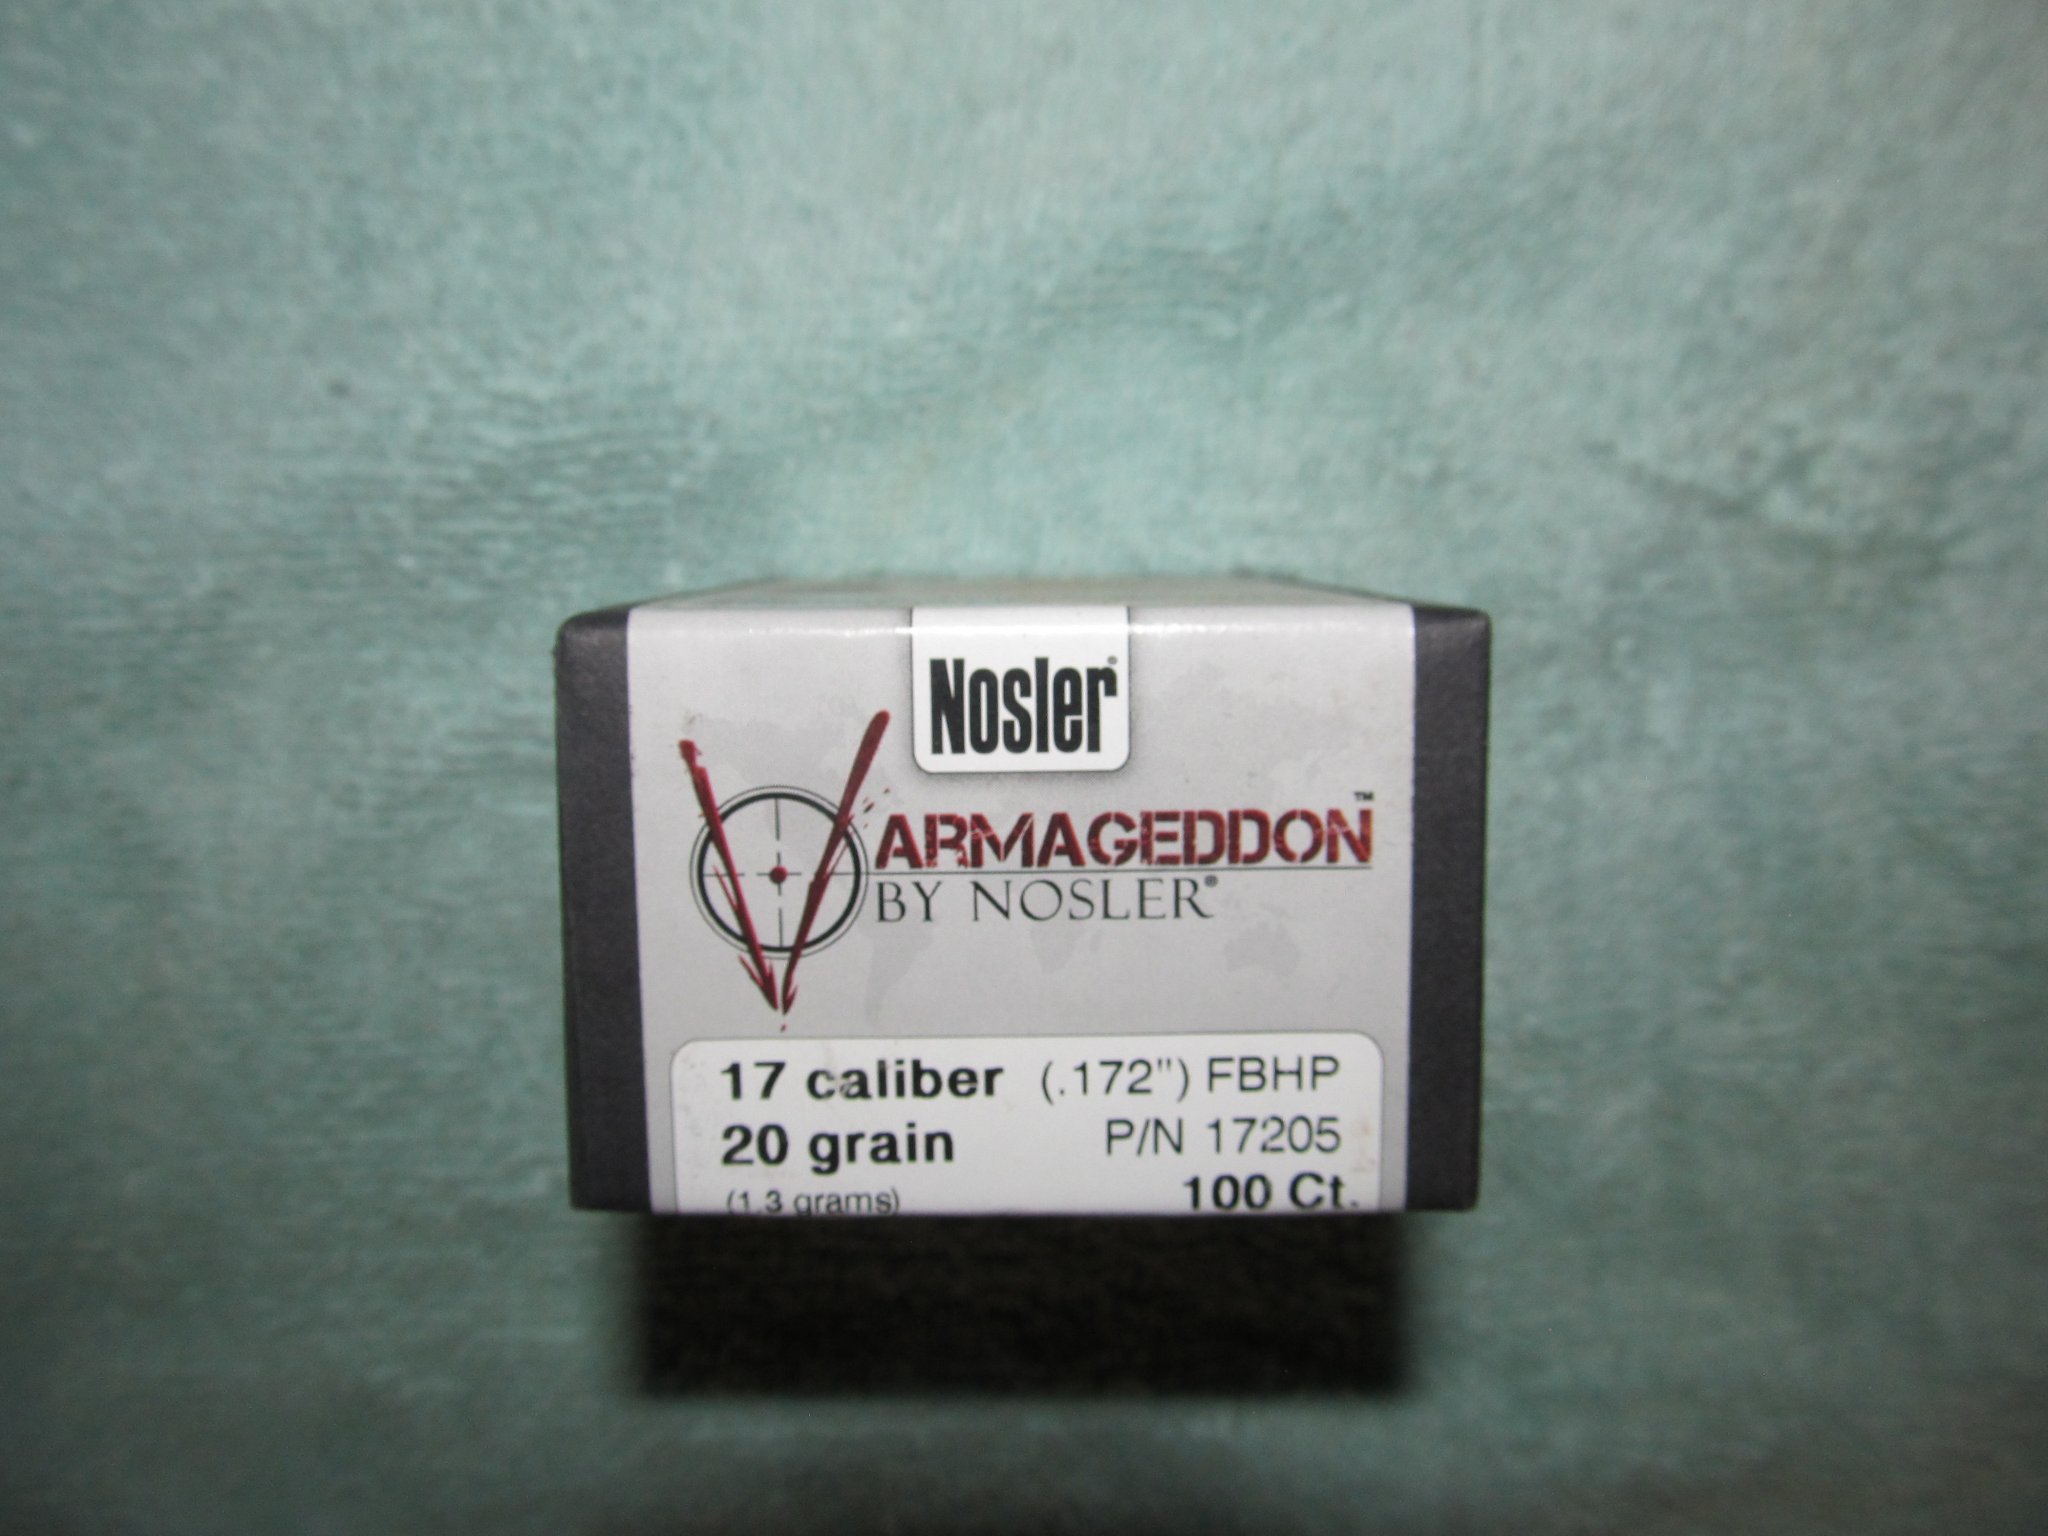 Nosler®
VARMAGEDDON™
BY NOSLER®
17 caliber (.172") FBHP
20 grain P/N 17205
(1.3 grams) 100 Ct.